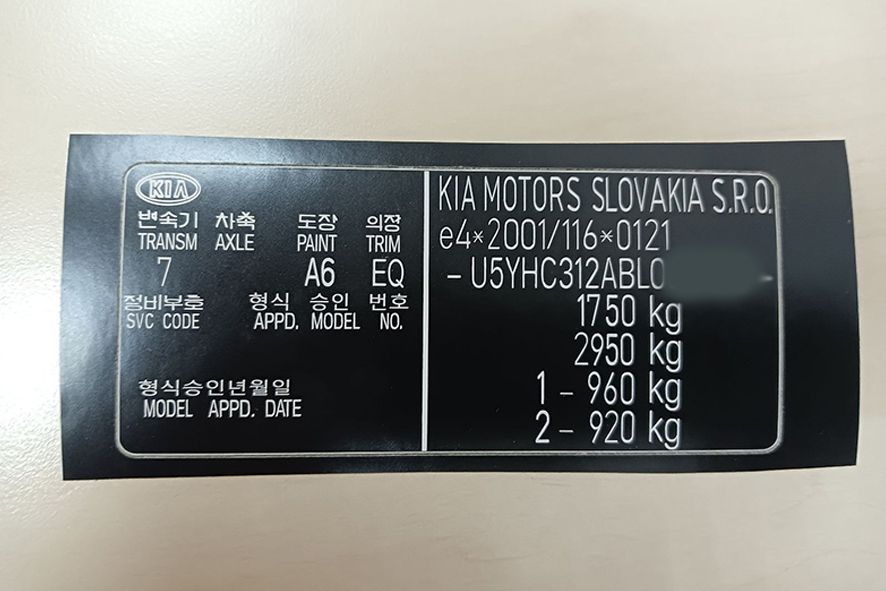 KIA
변속기 차축 도장 의장
TRANSM AXLE PAINT TRIM
7 A6 EQ
점비부호 형식 승인 번호
SVC CODE APPD. MODEL NO.
형식승인년월일
MODEL APPD. DATE
KIA MOTORS SLOVAKIA S.R.O.
e4*2001/116*0121
- U5YHC312ABL0 -
1750 kg
2950 kg
1 - 960 kg
2 - 920 kg